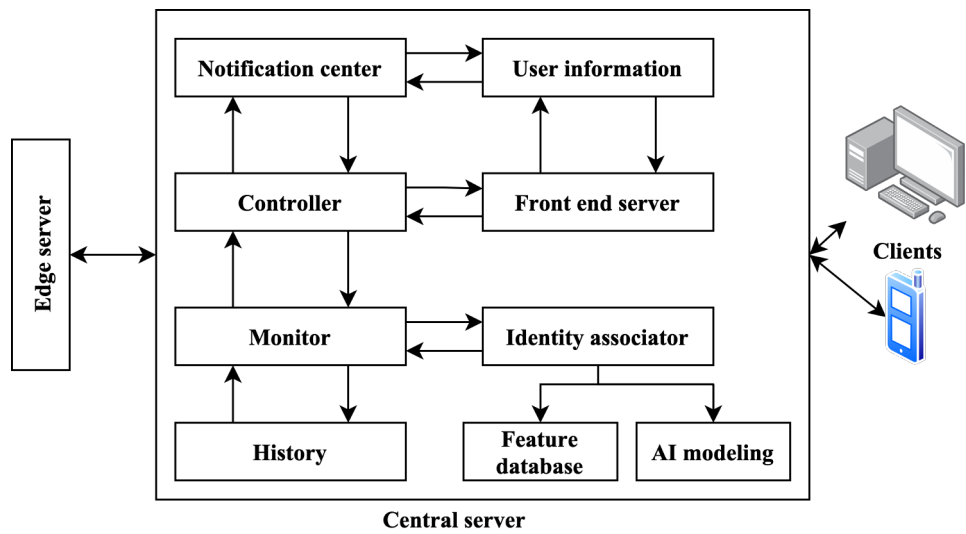 Notification center
User information
Edge server
Controller
Front end server
Clients
Monitor
Identity associator
History
Feature
database
AI modeling
Central server